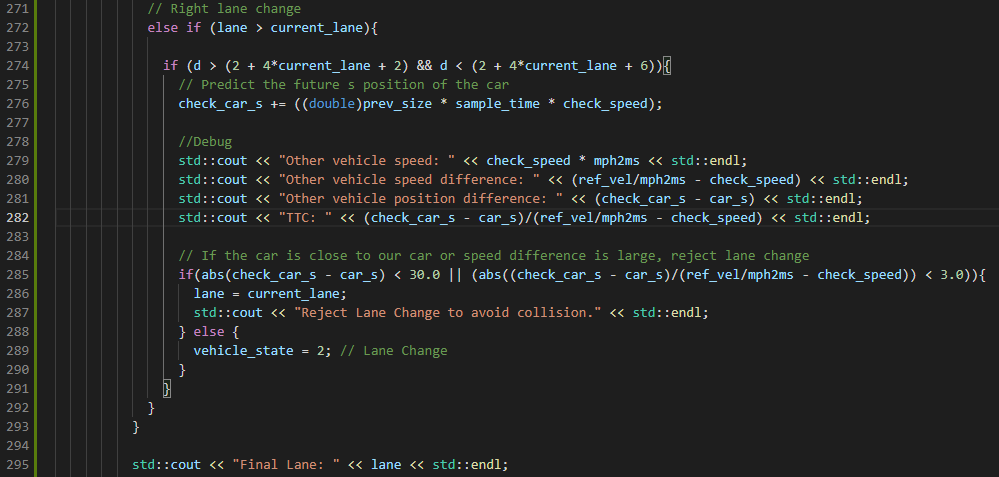 271 // Right lane change
272 else if (lane > current_lane){
273
274 if (d > (2 + 4*current_lane + 2) && d < (2 + 4*current_lane + 6)){
275 // Predict the future s position of the car
276 check_car_s += ((double)prev_size * sample_time * check_speed);
277
278 //Debug
279 std::cout << "Other vehicle speed: " << check_speed * mph2ms << std::endl;
280 std::cout << "Other vehicle speed difference: " << (ref_vel/mph2ms - check_speed) << std::endl;
281 std::cout << "Other vehicle position difference: " << (check_car_s - car_s) << std::endl;
282 std::cout << "TTC: " << (check_car_s - car_s)/(ref_vel/mph2ms - check_speed) << std::endl;
283
284 // If the car is close to our car or speed difference is large, reject lane change
285 if(abs(check_car_s - car_s) < 30.0 || (abs((check_car_s - car_s)/(ref_vel/mph2ms - check_speed)) < 3.0)){
286 lane = current_lane;
287 std::cout << "Reject Lane Change to avoid collision." << std::endl;
288 } else {
289 vehicle_state = 2; // Lane Change
290 }
291 }
292 }
293 }
294
295 std::cout << "Final Lane: " << lane << std::endl;